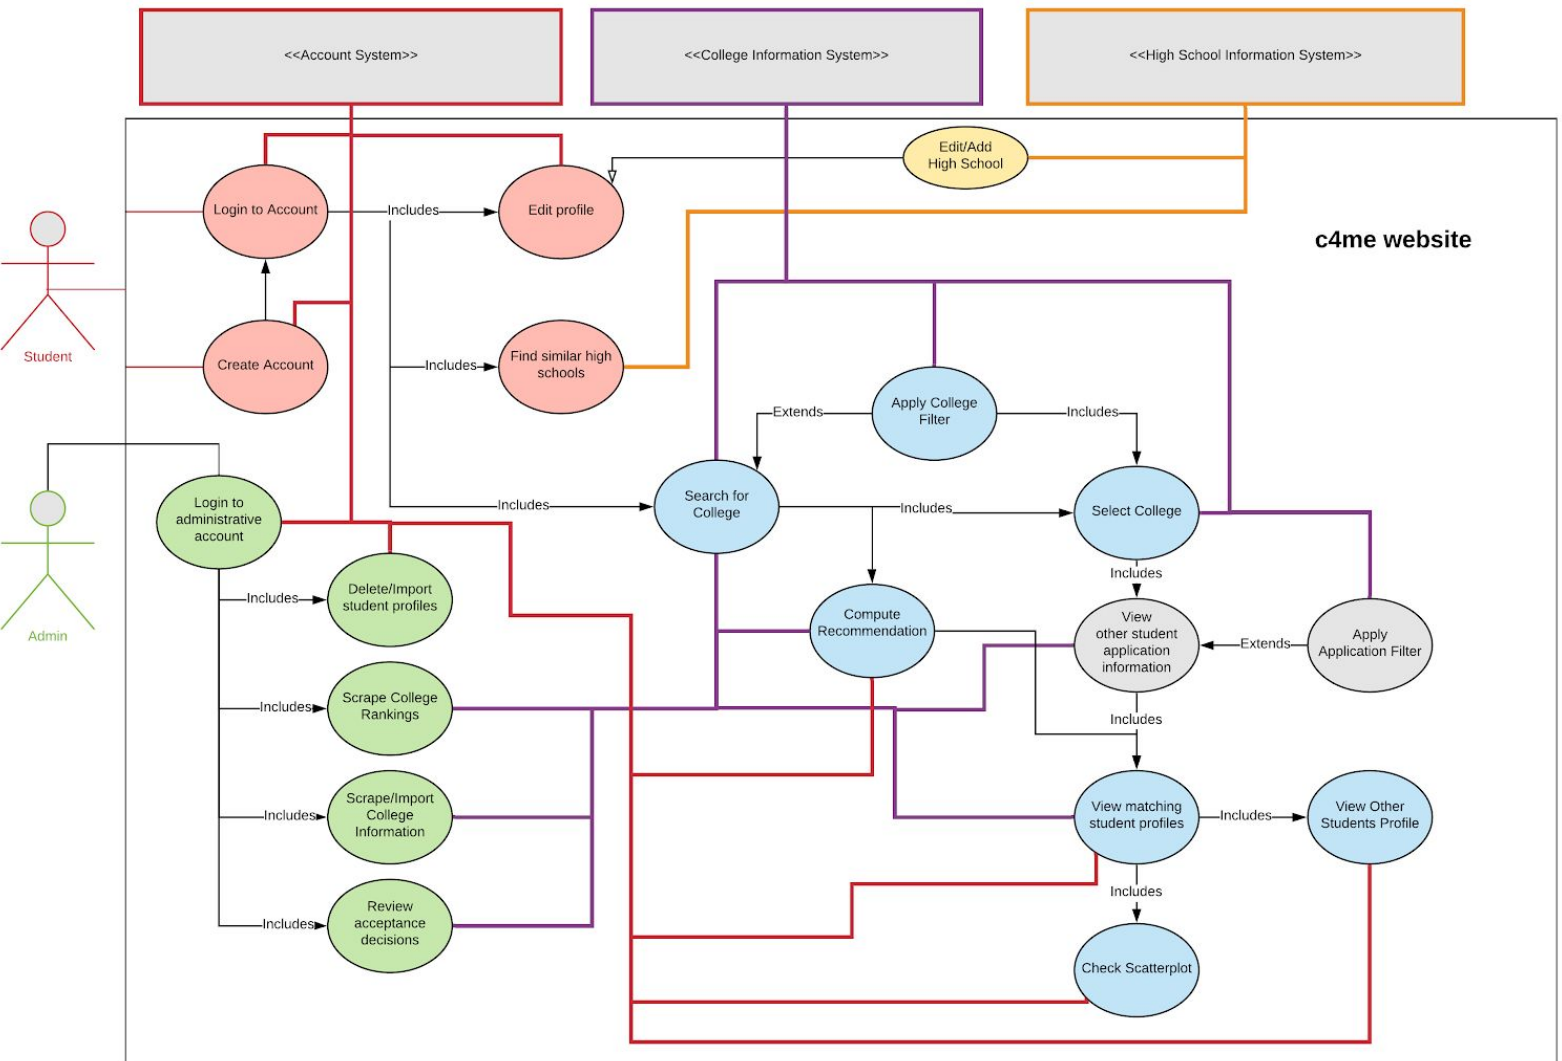 <<Account System>>
<<College Information System>>
<<High School Information System>>
Edit/Add
High School
Login to Account
Includes
Edit profile
c4me website
Student
Create Account
Includes
Find similar high
schools
Extends
Apply College
Filter
Includes
Login to
administrative
account
Includes
Search for
College
Includes
Select College
Includes
Admin
Includes
Delete/Import
student profiles
Compute
Recommendation
View
other student
application
information
Extends
Apply
Application Filter
Includes
Scrape College
Rankings
Includes
Includes
Scrape/Import
College
Information
View matching
student profiles
Includes
View Other
Students Profile
Includes
Includes
Review
acceptance
decisions
Check Scatterplot